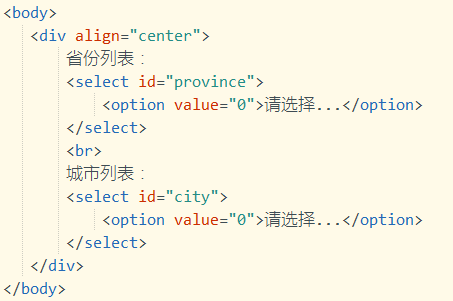 <body>
<div align="center">
省份列表：
<select id="province">
<option value="0">请选择...</option>
</select>
<br>
城市列表：
<select id="city">
<option value="0">请选择...</option>
</select>
</div>
</body>